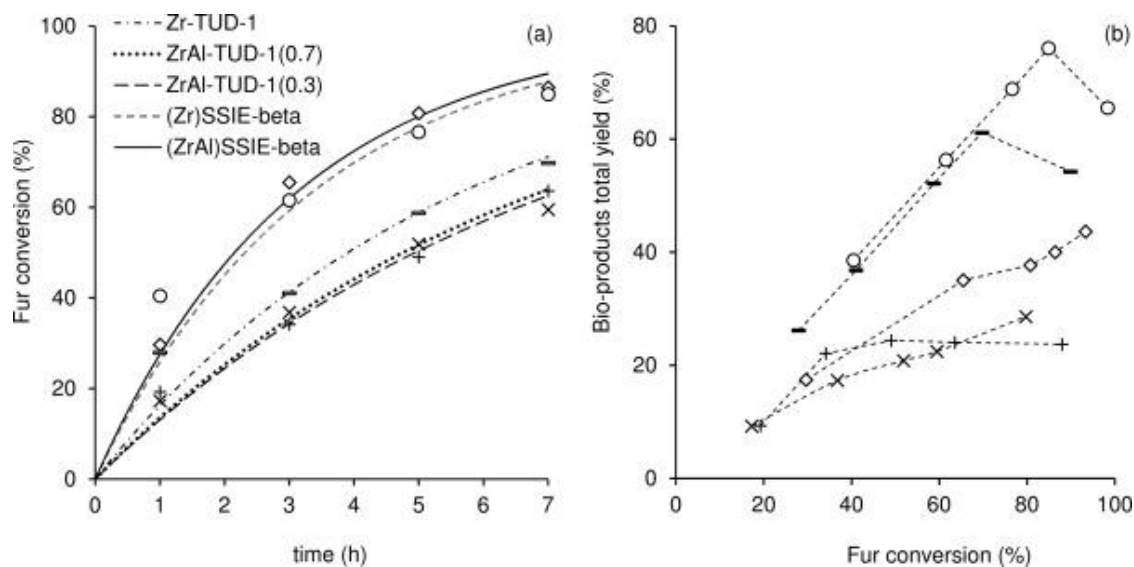 100
80
60
40
20
0
Fur conversion (%)
Zr-TUD-1
ZrAl-TUD-1(0.7)
ZrAl-TUD-1(0.3)
(Zr)SSIE-beta
(ZrAl)SSIE-beta
(a)
0 1 2 3 4 5 6 7
time (h)
80
60
40
20
0
Bio-products total yield (%)
(b)
0 20 40 60 80 100
Fur conversion (%)